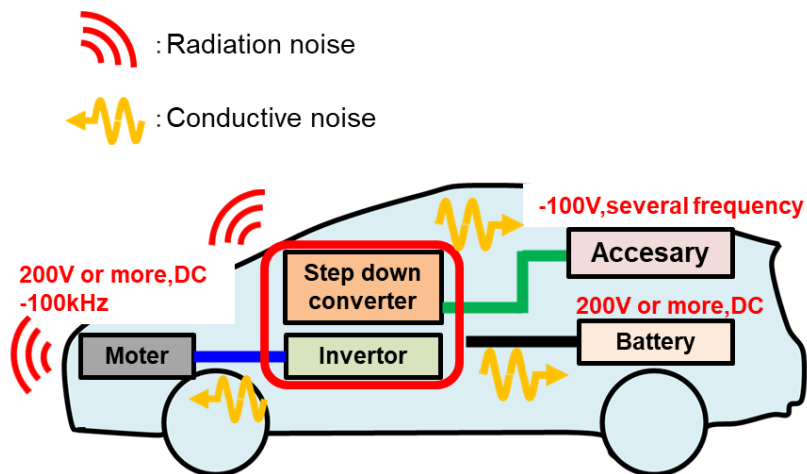 : Radiation noise
: Conductive noise
-100V,several frequency
Accesary
200V or more,DC
-100kHz
Step down
converter
200V or more,DC
Moter
Invertor
Battery